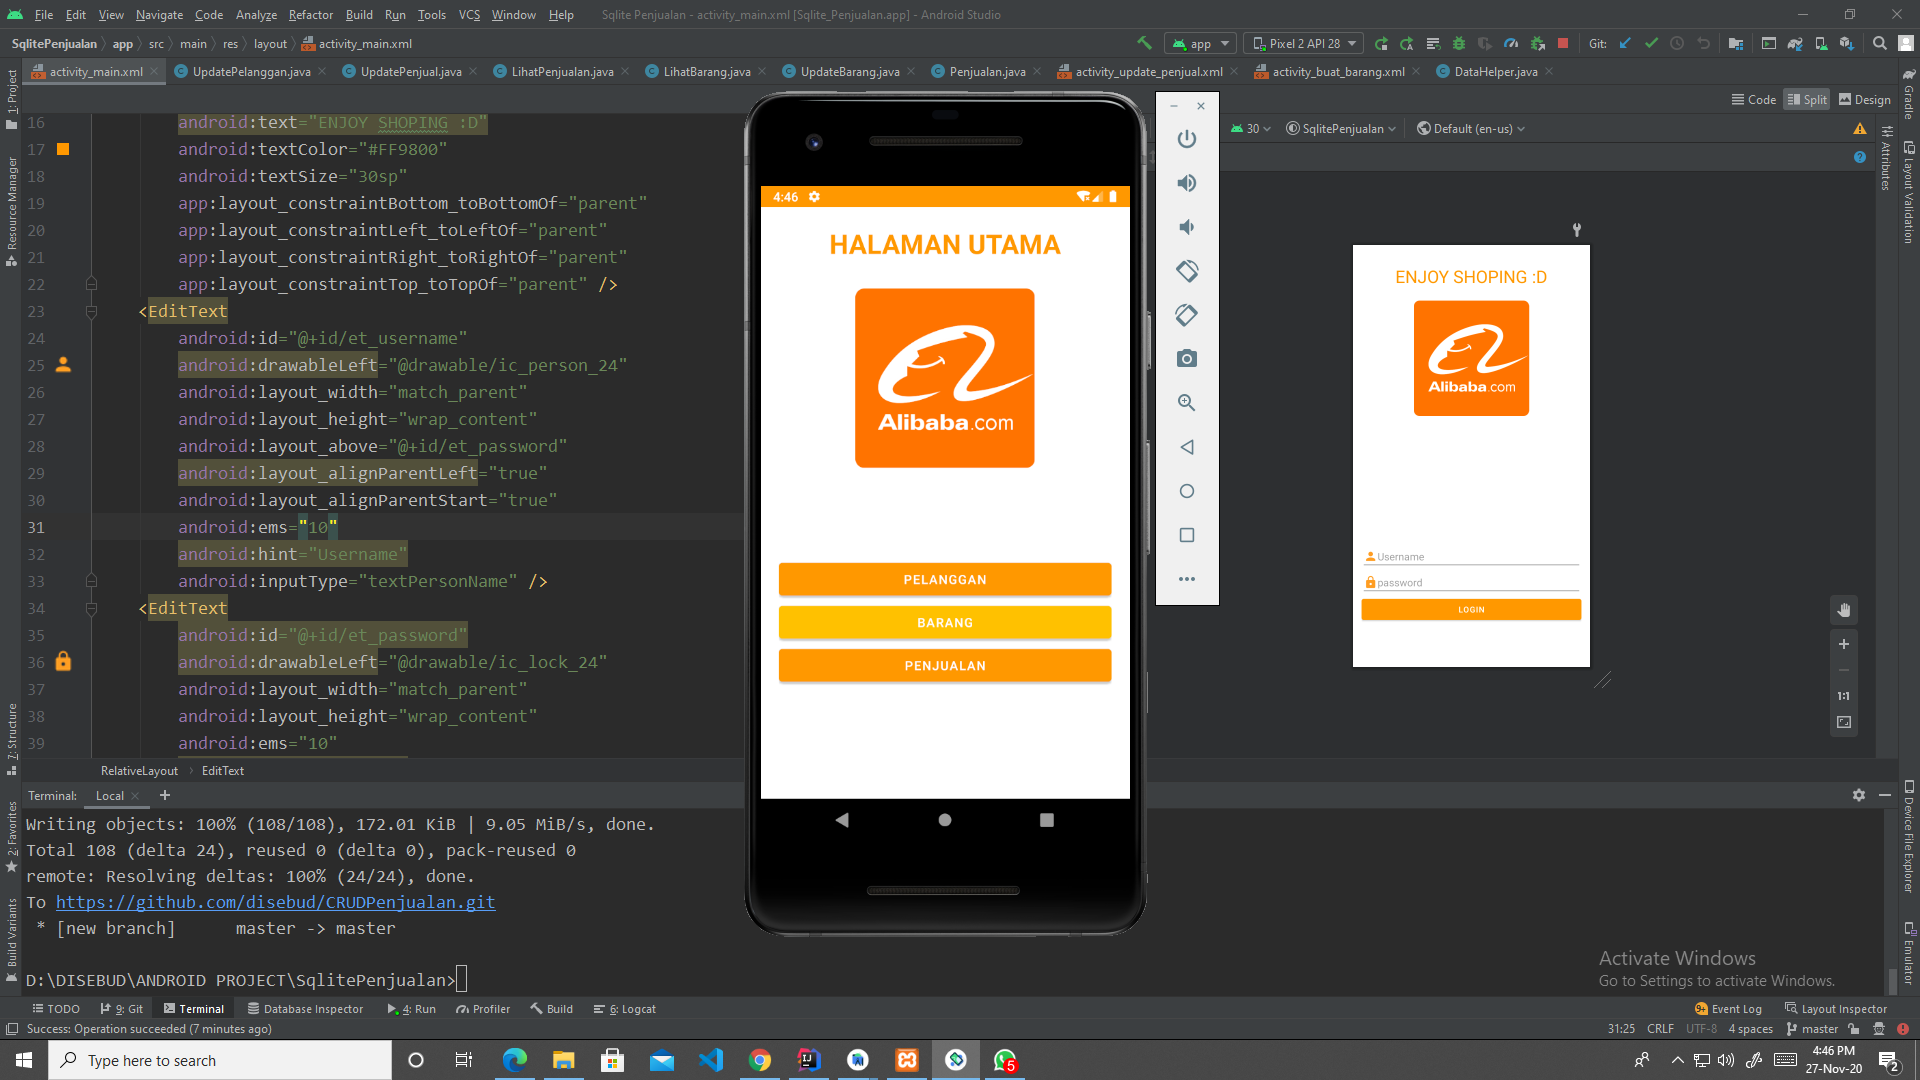 File Edit View Navigate Code Analyze Refactor Build Run Tools VCS Window Help Sqlite Penjualan - activity_main.xml [Sqlite_Penjualan.app] - Android Studio
SqlitePenjualan app src main res layout activity_main.xml app Pixel 2 API 28 Git:
activity_main.xml UpdatePelanggan.java UpdatePenjual.java LihatPenjualan.java LihatBarang.java UpdateBarang.java Penjualan.java activity_update_penjual.xml activity_buat_barang.xml DataHelper.java
Code Split Design
30 SqlitePenjualan Default (en-us)
1: Project
Resource Manager
7: Structure
2: Favorites
Build Variants
16 android:text="ENJOY SHOPING :D"
17 android:textColor="#FF9800"
18 android:textSize="30sp"
19 app:layout_constraintBottom_toBottomOf="parent"
20 app:layout_constraintLeft_toLeftOf="parent"
21 app:layout_constraintRight_toRightOf="parent"
22 app:layout_constraintTop_toTopOf="parent" />
23 <EditText
24 android:id="@+id/et_username"
25 android:drawableLeft="@drawable/ic_person_24"
26 android:layout_width="match_parent"
27 android:layout_height="wrap_content"
28 android:layout_above="@+id/et_password"
29 android:layout_alignParentLeft="true"
30 android:layout_alignParentStart="true"
31 android:ems="10"
32 android:hint="Username"
33 android:inputType="textPersonName" />
34 <EditText
35 android:id="@+id/et_password"
36 android:drawableLeft="@drawable/ic_lock_24"
37 android:layout_width="match_parent"
38 android:layout_height="wrap_content"
39 android:ems="10"
RelativeLayout EditText
4:46
HALAMAN UTAMA
Alibaba.com
PELANGGAN
BARANG
PENJUALAN
ENJOY SHOPING :D
Alibaba.com
Username
password
LOGIN
1:1
Gradle
Attributes
Layout Validation
Device File Explorer
Emulator
Terminal: Local
Writing objects: 100% (108/108), 172.01 KiB | 9.05 MiB/s, done.
Total 108 (delta 24), reused 0 (delta 0), pack-reused 0
remote: Resolving deltas: 100% (24/24), done.
To https://github.com/disebud/CRUDPenjualan.git
* [new branch] master -> master
D:\DISEBUD\ANDROID PROJECT\SqlitePenjualan>
Activate Windows
Go to Settings to activate Windows.
TODO 9: Git Terminal Database Inspector 4: Run Profiler Build 6: Logcat 9+ Event Log Layout Inspector
Success: Operation succeeded (7 minutes ago) 31:25 CRLF UTF-8 4 spaces master
Type here to search
5
4:46 PM
27-Nov-20
2